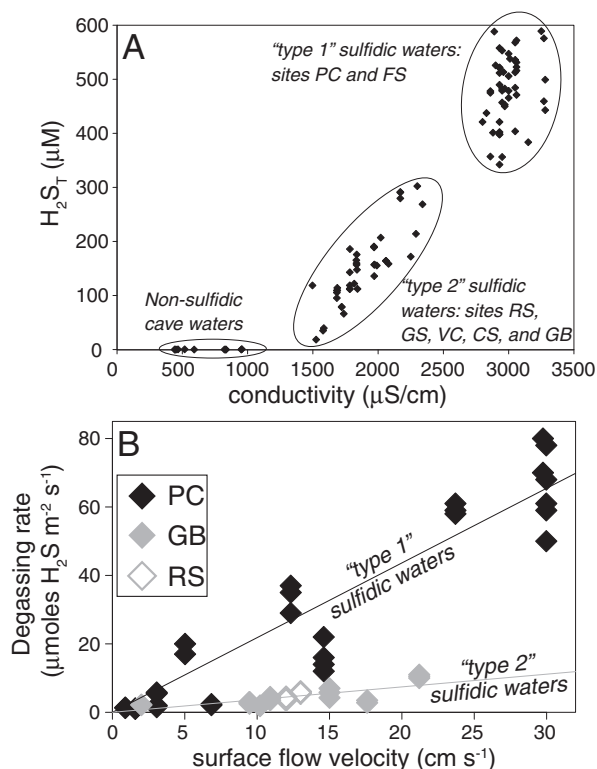 A
600
500
400
300
200
100
0
H₂S_T (μM)
"type 1" sulfidic waters:
sites PC and FS
Non-sulfidic
cave waters
"type 2" sulfidic
waters: sites RS,
GS, VC, CS, and GB
0 500 1000 1500 2000 2500 3000 3500
conductivity (μS/cm)
B
80
60
40
20
0
Degassing rate
(μmoles H₂S m⁻² s⁻¹)
PC
GB
RS
"type 1"
sulfidic waters
"type 2"
sulfidic waters
0 5 10 15 20 25 30
surface flow velocity (cm s⁻¹)